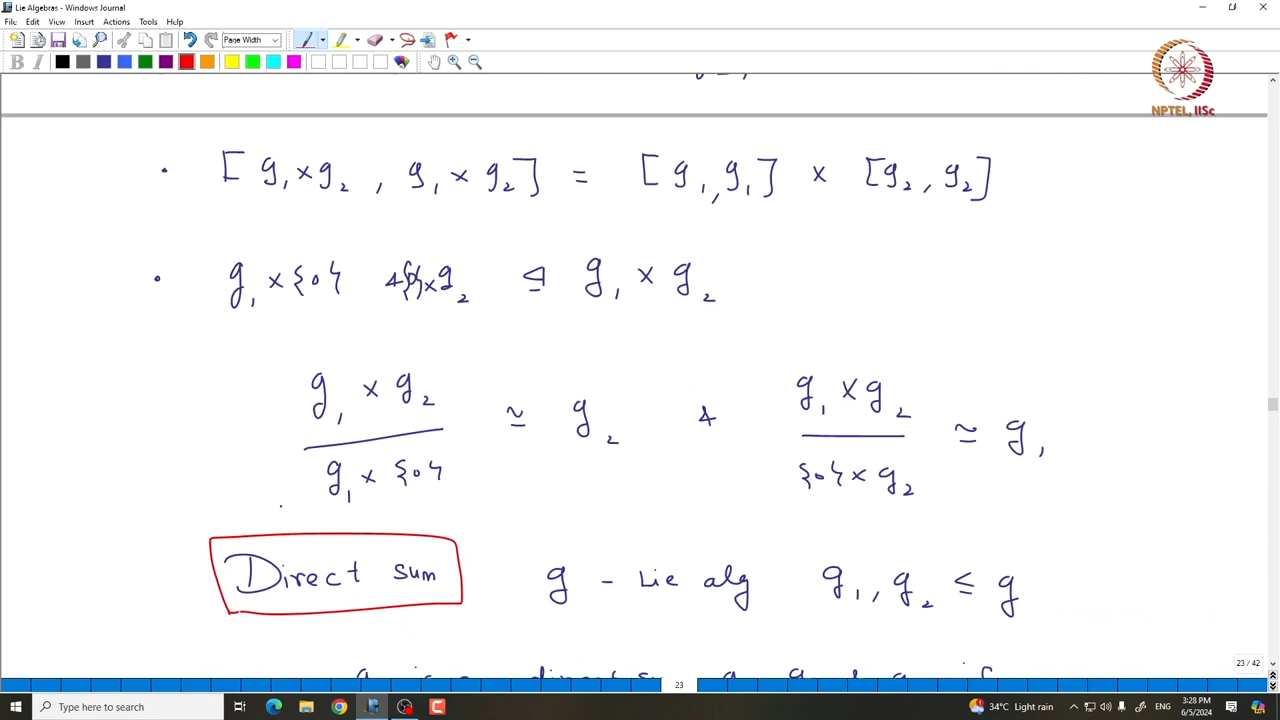 Lie Algebras - Windows Journal
File Edit View Insert Actions Tools Help
Page Width
B I
NPTEL, IISc
· [ g₁ × g₂ , g₁ × g₂ ] = [ g₁ , g₁ ] × [ g₂ , g₂ ]
· g₁ × {0} & {0} × g₂ ⊴ g₁ × g₂
g₁ × g₂ / g₁ × {0} ≃ g₂ & g₁ × g₂ / {0} × g₂ ≃ g₁
Direct sum g - Lie alg g₁ , g₂ ≤ g
23 / 42
23
Type here to search
34°C Light rain
ENG
3:28 PM
6/5/2024